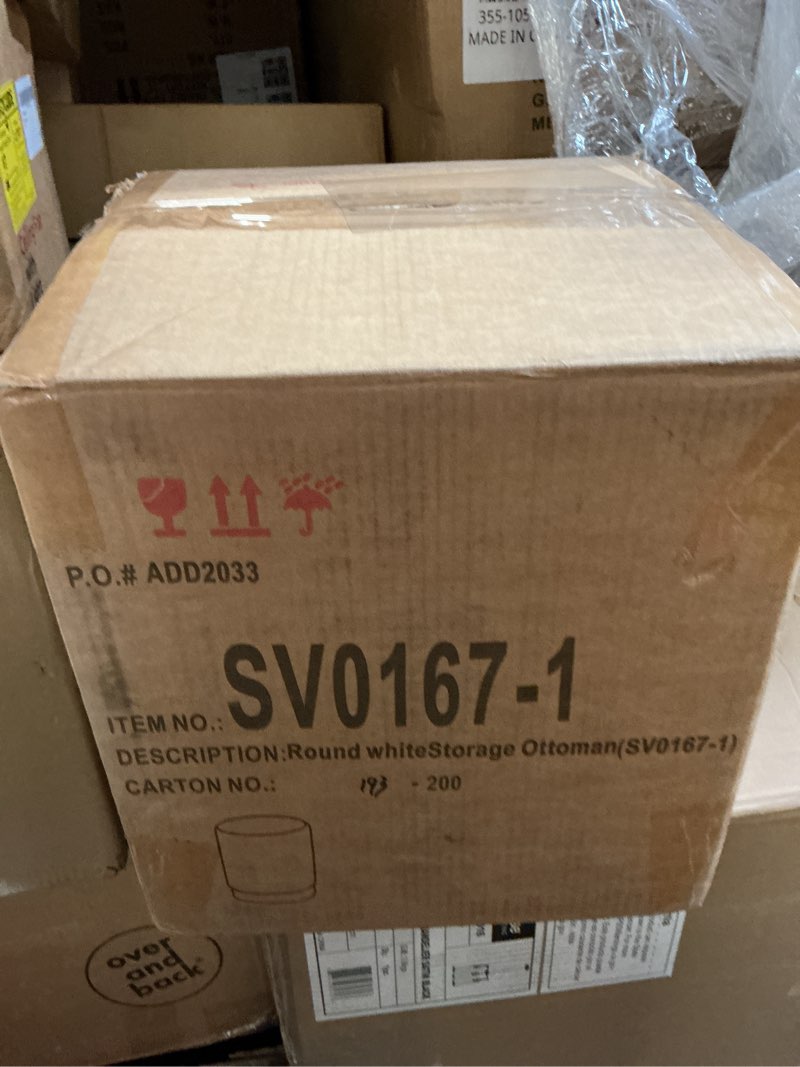 355-105
MADE IN
P.O.# ADD2033
ITEM NO.: SV0167-1
DESCRIPTION:Round whiteStorage Ottoman(SV0167-1)
CARTON NO.: 193 - 200
over
and
back